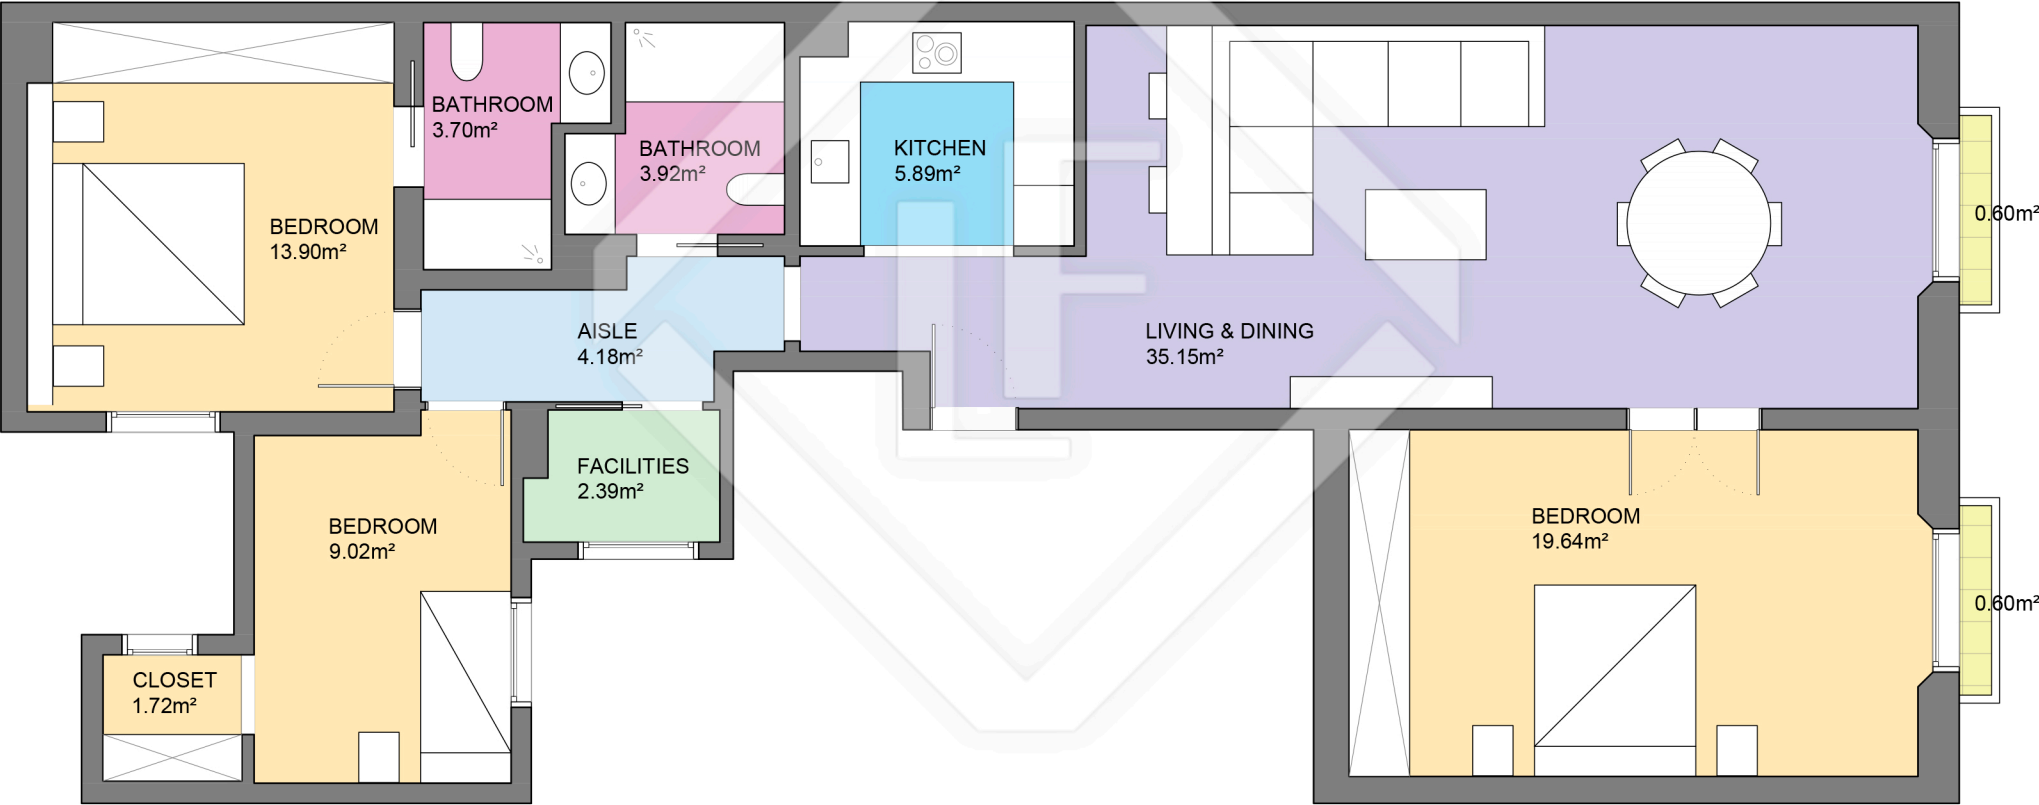 BATHROOM
3.70m²
BATHROOM
3.92m²
KITCHEN
5.89m²
BEDROOM
13.90m²
0.60m²
AISLE
4.18m²
LIVING & DINING
35.15m²
FACILITIES
2.39m²
BEDROOM
9.02m²
BEDROOM
19.64m²
0.60m²
CLOSET
1.72m²